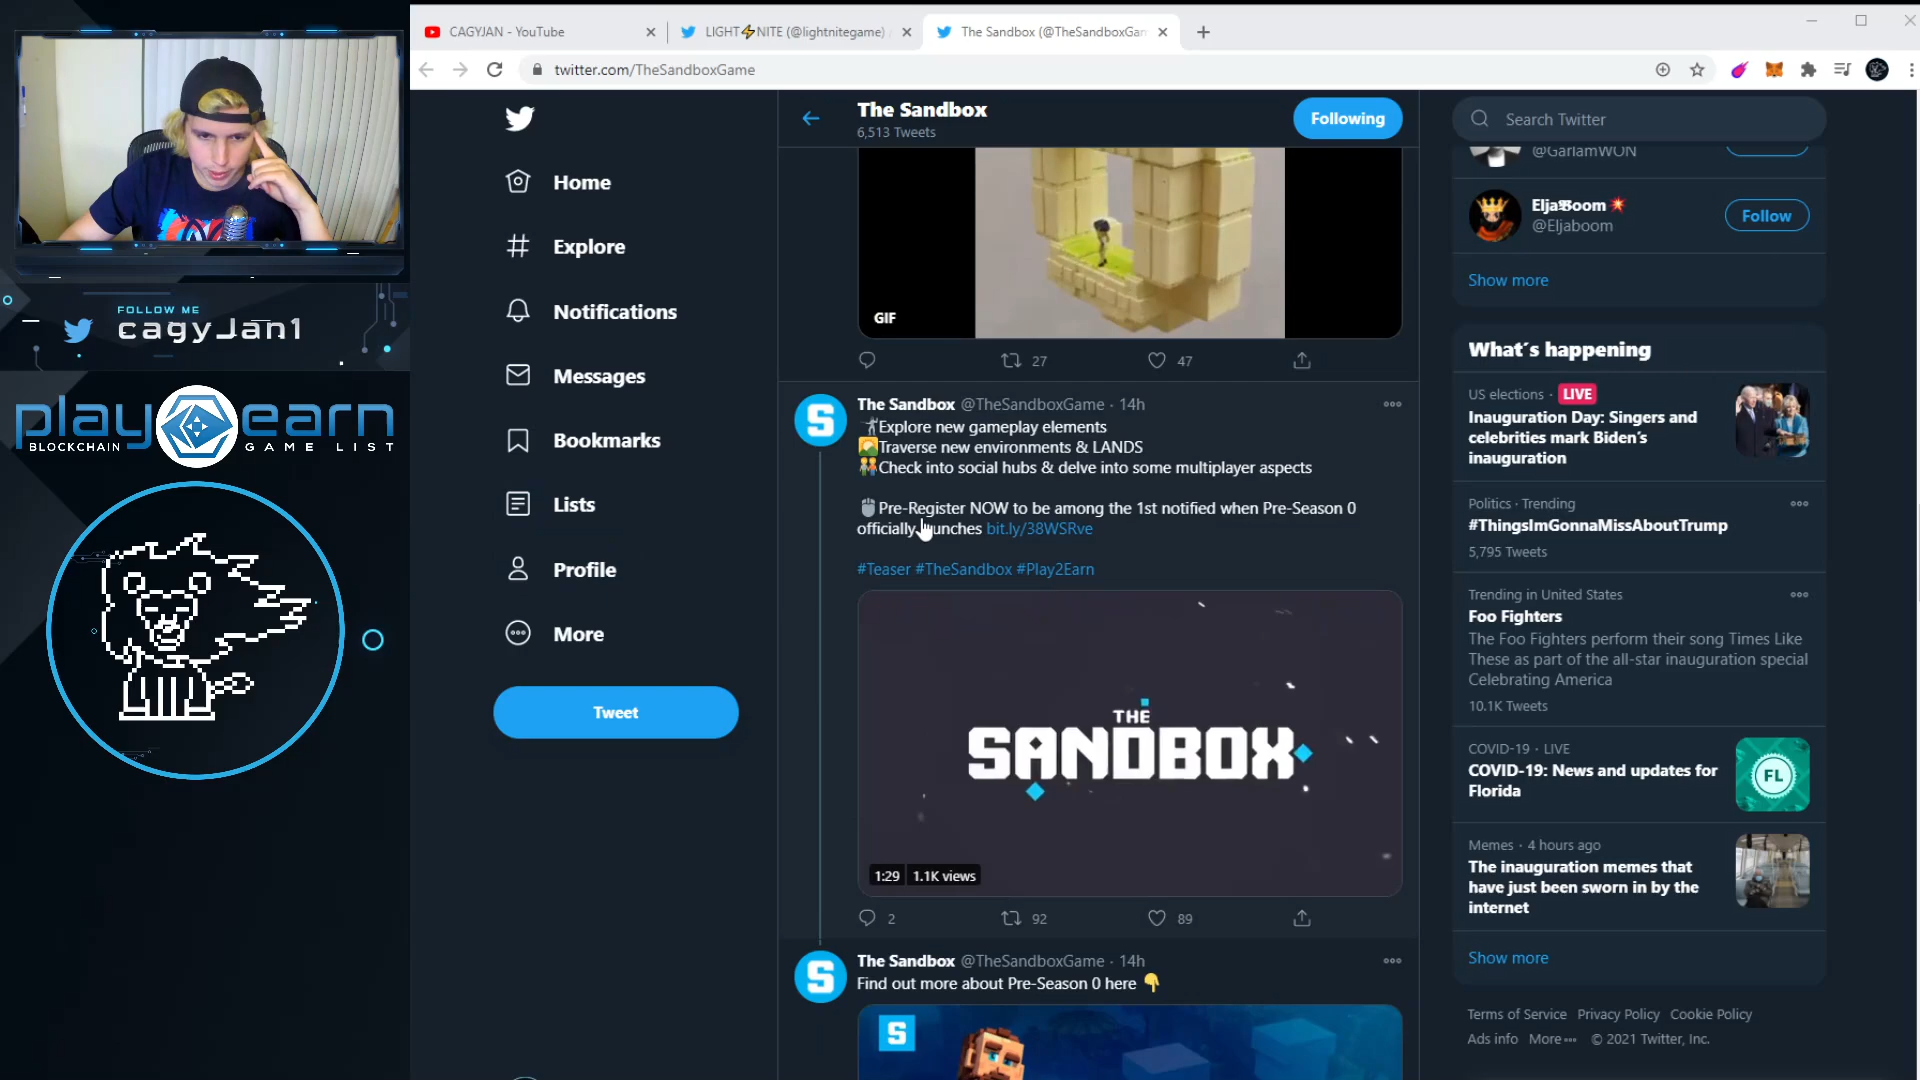 CAGYJAN - YouTube
LIGHT⚡NITE (@lightnitegame)
The Sandbox (@TheSandboxGam
twitter.com/TheSandboxGame
FOLLOW ME
cagyJan1
play earn
BLOCKCHAIN GAME LIST
Home
Explore
Notifications
Messages
Bookmarks
Lists
Profile
More
Tweet
The Sandbox
6,513 Tweets
Following
GIF
27
47
The Sandbox @TheSandboxGame · 14h
Explore new gameplay elements
Traverse new environments & LANDS
Check into social hubs & delve into some multiplayer aspects
Pre-Register NOW to be among the 1st notified when Pre-Season 0
officially launches bit.ly/38WSRve
#Teaser #TheSandbox #Play2Earn
THE
SANDBOX
1:29 1.1K views
2
92
89
The Sandbox @TheSandboxGame · 14h
Find out more about Pre-Season 0 here 👇
S
Search Twitter
@GarlamWON
@Eljaboom
Follow
Show more
What's happening
US elections · LIVE
Inauguration Day: Singers and
celebrities mark Biden's
inauguration
Politics · Trending
#ThingsImGonnaMissAboutTrump
5,795 Tweets
Trending in United States
Foo Fighters
The Foo Fighters perform their song Times Like
These as part of the all-star inauguration special
Celebrating America
10.1K Tweets
COVID-19 · LIVE
COVID-19: News and updates for
Florida
FL
Memes · 4 hours ago
The inauguration memes that
have just been sworn in by the
internet
Show more
Terms of Service Privacy Policy Cookie Policy
Ads info More··· © 2021 Twitter, Inc.